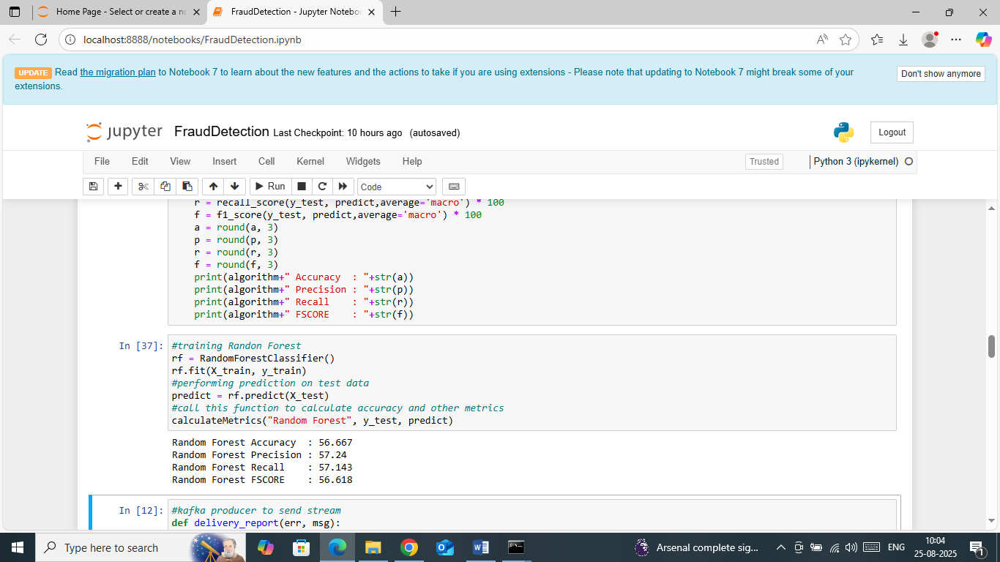 Home Page - Select or create a n
FraudDetection - Jupyter Noteboo
localhost:8888/notebooks/FraudDetection.ipynb
UPDATE Read the migration plan to Notebook 7 to learn about the new features and the actions to take if you are using extensions - Please note that updating to Notebook 7 might break some of your
extensions.
Don't show anymore
jupyter FraudDetection Last Checkpoint: 10 hours ago (autosaved)
Logout
File Edit View Insert Cell Kernel Widgets Help
Trusted
Python 3 (ipykernel)
Run
Code
r = recall_score(y_test, predict,average='macro') * 100
f = f1_score(y_test, predict,average='macro') * 100
a = round(a, 3)
p = round(p, 3)
r = round(r, 3)
f = round(f, 3)
print(algorithm+" Accuracy  : "+str(a))
print(algorithm+" Precision : "+str(p))
print(algorithm+" Recall    : "+str(r))
print(algorithm+" FSCORE    : "+str(f))
In [37]:
#training Randon Forest
rf = RandomForestClassifier()
rf.fit(X_train, y_train)
#performing prediction on test data
predict = rf.predict(X_test)
#call this function to calculate accuracy and other metrics
calculateMetrics("Random Forest", y_test, predict)
Random Forest Accuracy  : 56.667
Random Forest Precision : 57.24
Random Forest Recall    : 57.143
Random Forest FSCORE    : 56.618
In [12]:
#kafka producer to send stream
def delivery_report(err, msg):
Type here to search
Arsenal complete sig...
ENG
10:04
25-08-2025
1